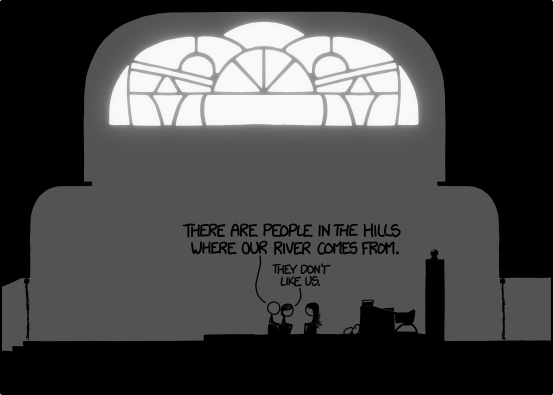 THERE ARE PEOPLE IN THE HILLS
WHERE OUR RIVER COMES FROM.
THEY DON'T
LIKE US.